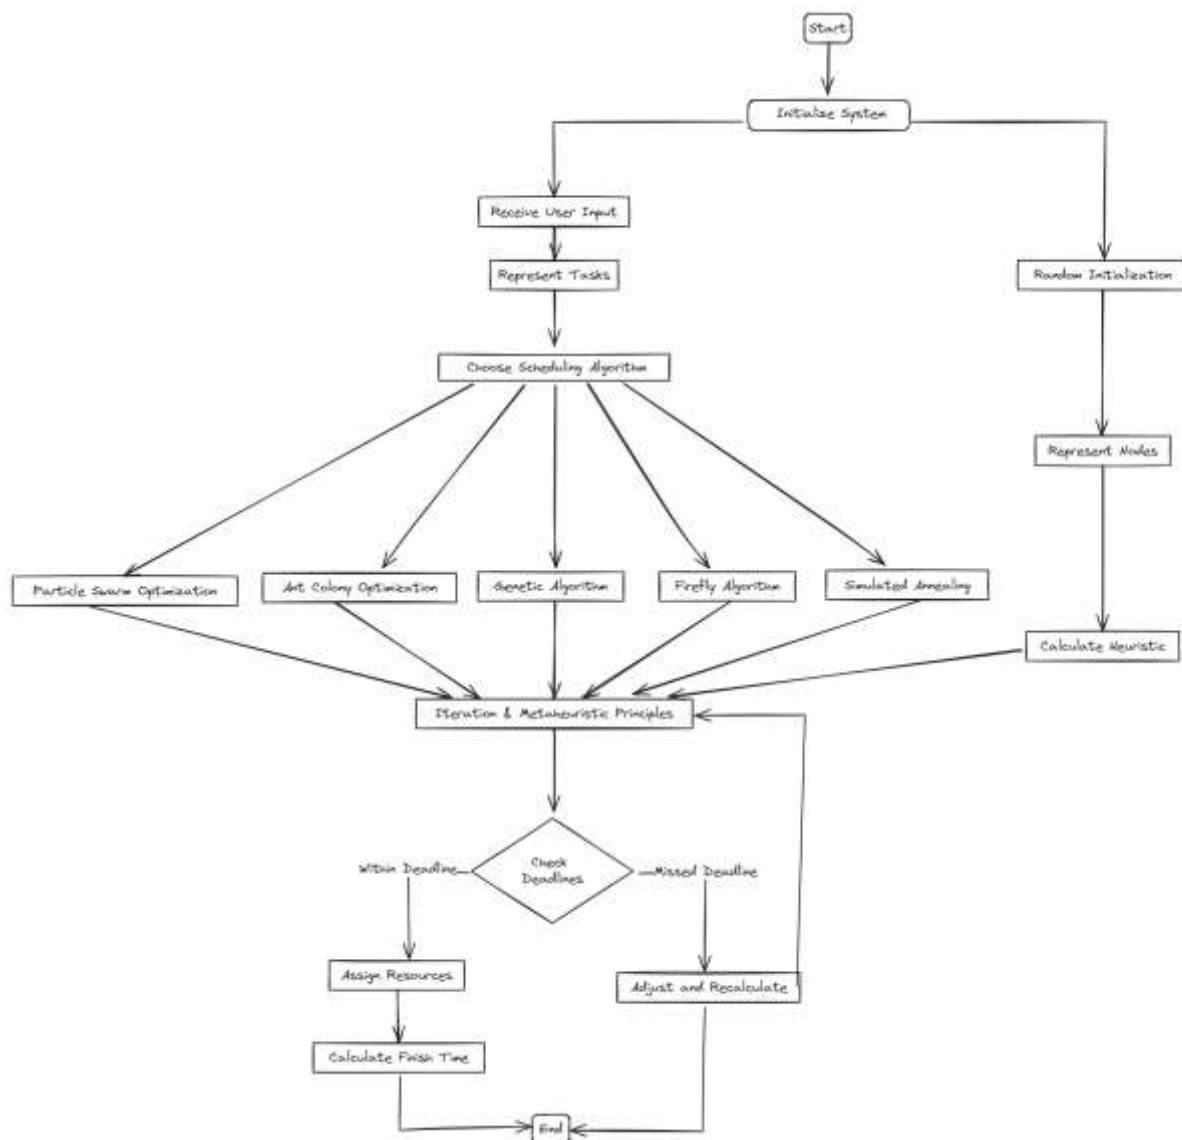 Start
Initialize System
Receive User Input
Represent Tasks
Random Initialization
Choose Scheduling Algorithm
Represent Nodes
Particle Swarm Optimization
Ant Colony Optimization
Genetic Algorithm
Firefly Algorithm
Simulated Annealing
Calculate Heuristic
Iteration & Metaheuristic Principles
Check
Deadlines
Within Deadline
Missed Deadline
Assign Resources
Adjust and Recalculate
Calculate Finish Time
End